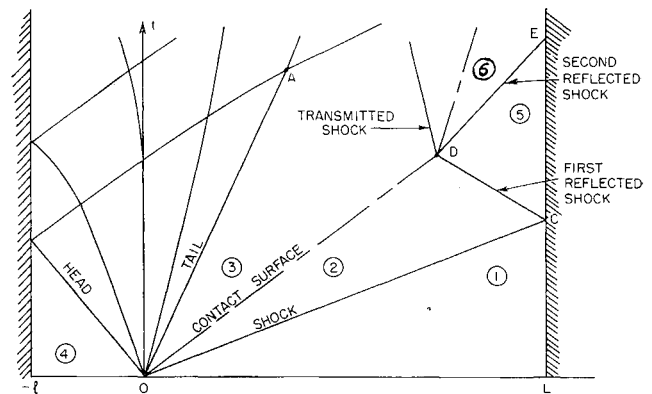 t
E
SECOND
REFLECTED
SHOCK
6
5
A
TRANSMITTED
SHOCK
D
FIRST
REFLECTED
SHOCK
C
HEAD
TAIL
3
CONTACT SURFACE
2
SHOCK
1
4
-ℓ
O
L